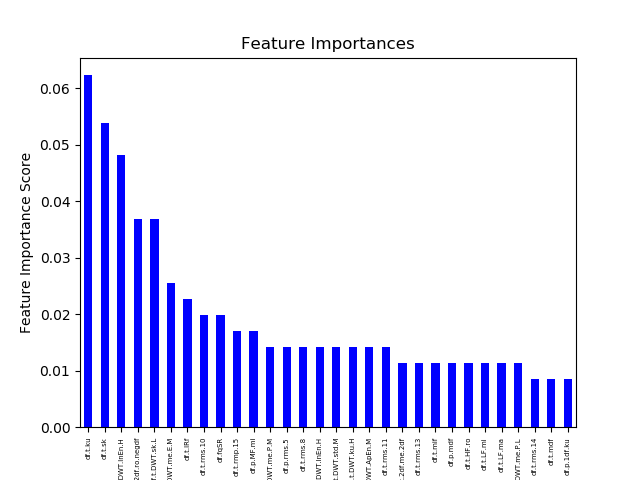 Feature Importances
Feature Importance Score
0.06
0.05
0.04
0.03
0.02
0.01
0.00
df.t.ku
df.t.sk
DWT.lnEn.H
2df.ro.negdf
f.t.DWT.sk.L
DWT.me.E.M
df.t.IRf
df.t.rms.10
df.fqSR
df.t.rmp.15
df.p.MF.mi
DWT.me.P.M
df.p.rms.5
df.t.rms.8
DWT.lnEn.H
t.DWT.std.M
t.DWT.ku.H
DWT.ApEn.M
df.t.rms.11
:.2df.me.2df
df.t.rms.13
df.t.mif
df.p.mdf
df.t.HF.ro
df.t.LF.mi
df.t.LF.ma
DWT.me.P.L
df.t.rms.14
df.t.mdf
df.p.1df.ku